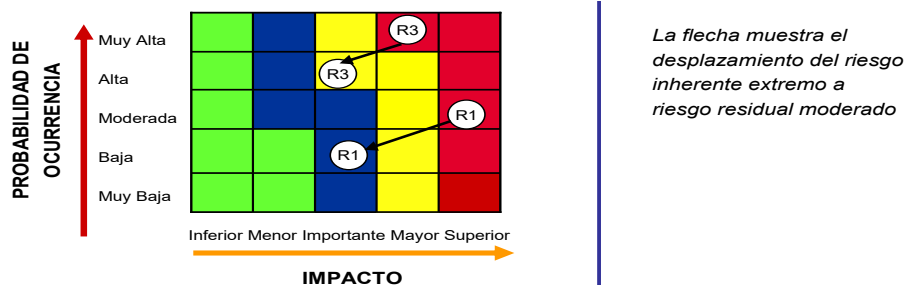 PROBABILIDAD DE
OCURRENCIA
Muy Alta
Alta
Moderada
Baja
Muy Baja
R3
R3
R1
R1
Inferior Menor Importante Mayor Superior
IMPACTO
La flecha muestra el
desplazamiento del riesgo
inherente extremo a
riesgo residual moderado